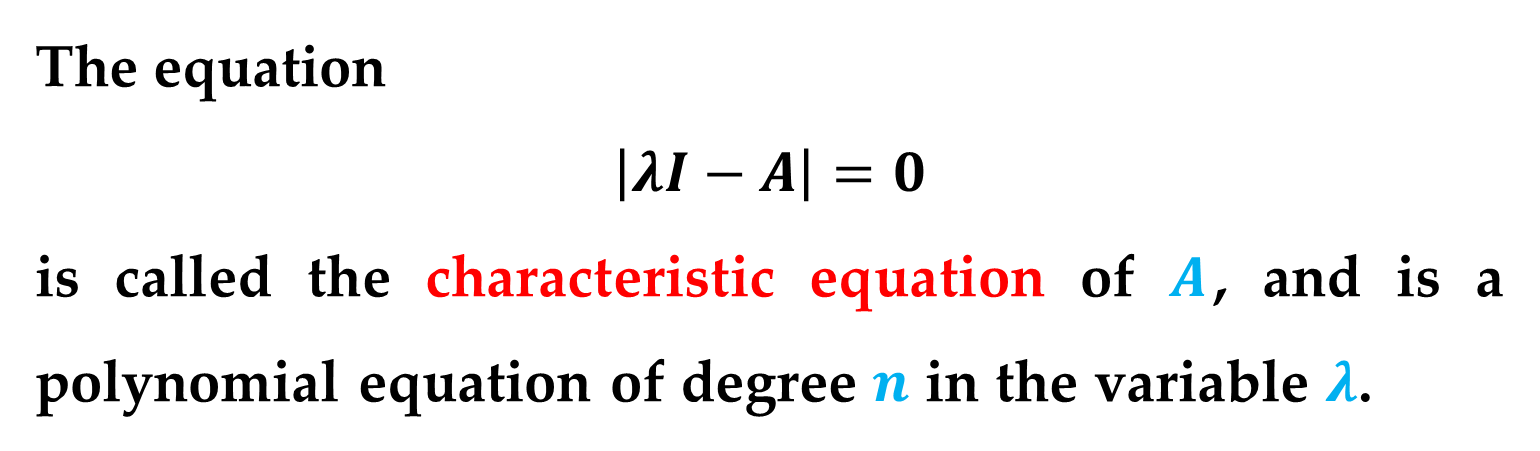 The equation
|λI − A| = 0
is called the characteristic equation of A, and is a
polynomial equation of degree n in the variable λ.